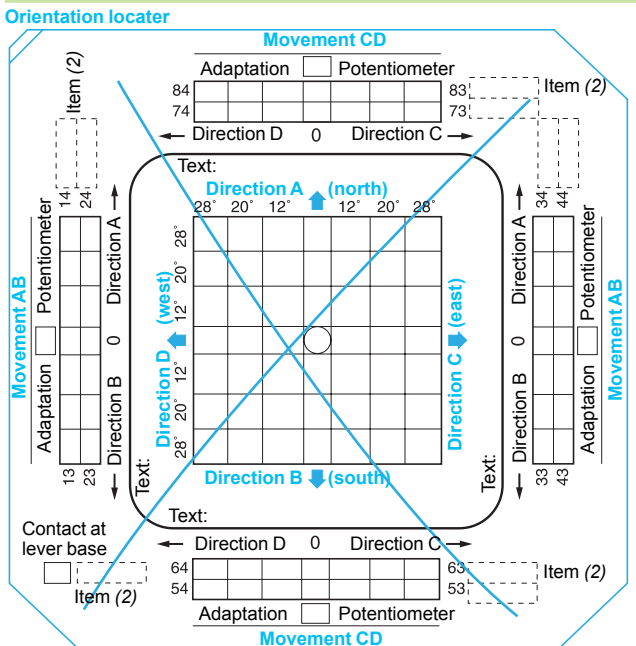 Orientation locater
Movement CD
Adaptation Potentiometer
84 83 Item (2)
74 73
Direction D 0 Direction C
Item (2)
14 24
34 44
Text:
Direction A (north)
28° 20° 12° 12° 20° 28°
Movement AB
Adaptation Potentiometer
Direction B 0 Direction A
13 23
Text:
Direction D (west)
28° 20° 12° 12° 20° 28°
Direction C (east)
Text:
Direction B 0 Direction A
Adaptation Potentiometer
Movement AB
33 43
Direction B (south)
Text:
Contact at
lever base
Item (2)
Direction D 0 Direction C
64 63 Item (2)
54 53
Adaptation Potentiometer
Movement CD